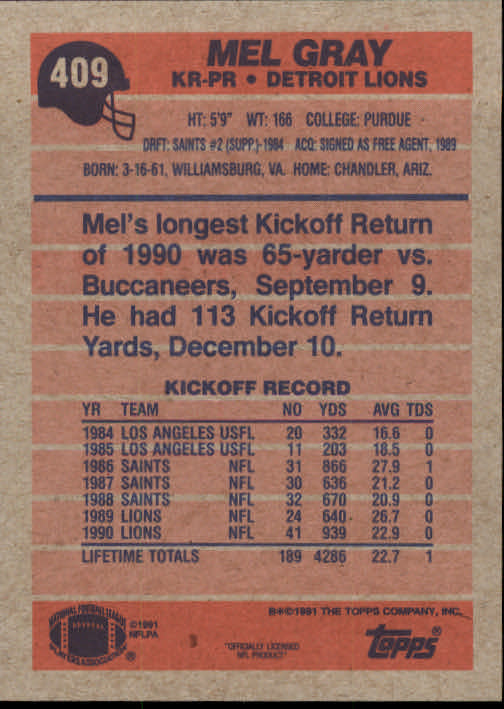 409
MEL GRAY
KR-PR • DETROIT LIONS
HT: 5'9" WT: 166 COLLEGE: PURDUE
DRFT: SAINTS #2 (SUPP.)-1984 ACQ: SIGNED AS FREE AGENT, 1989
BORN: 3-16-61, WILLIAMSBURG, VA. HOME: CHANDLER, ARIZ.
Mel's longest Kickoff Return
of 1990 was 65-yarder vs.
Buccaneers, September 9.
He had 113 Kickoff Return
Yards, December 10.
KICKOFF RECORD
YR TEAM NO YDS AVG TDS
1984 LOS ANGELES USFL 20 332 16.6 0
1985 LOS ANGELES USFL 11 203 18.5 0
1986 SAINTS NFL 31 866 27.9 1
1987 SAINTS NFL 30 636 21.2 0
1988 SAINTS NFL 32 670 20.9 0
1989 LIONS NFL 24 640 26.7 0
1990 LIONS NFL 41 939 22.9 0
LIFETIME TOTALS 189 4286 22.7 1
B*©1991 THE TOPPS COMPANY, INC.
NATIONAL FOOTBALL LEAGUE
PLAYERS
PLAYERS ASSOCIATION ®
©1991
NFLPA
"OFFICIALLY LICENSED
NFL PRODUCT"
topps®